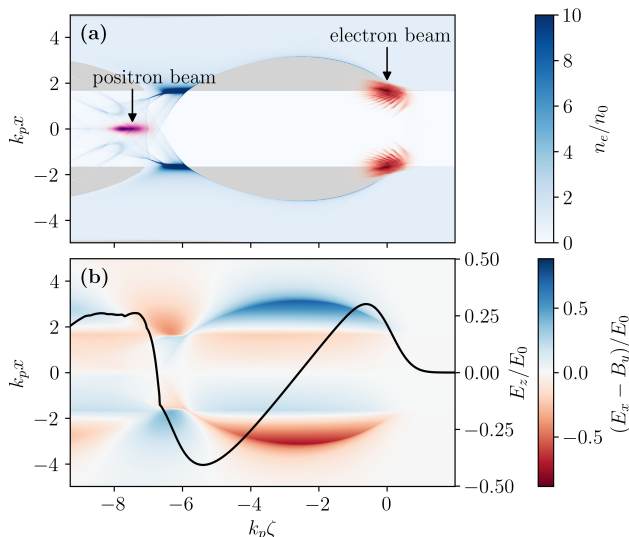 (a)
electron beam
positron beam
k_p x
4
2
0
−2
−4
10
8
6
4
2
0
n_e/n_0
(b)
k_p x
4
2
0
−2
−4
−8
−6
−4
−2
0
k_p ζ
0.50
0.25
0.00
−0.25
−0.50
E_z/E_0
0.5
0.0
−0.5
(E_x − B_y)/E_0